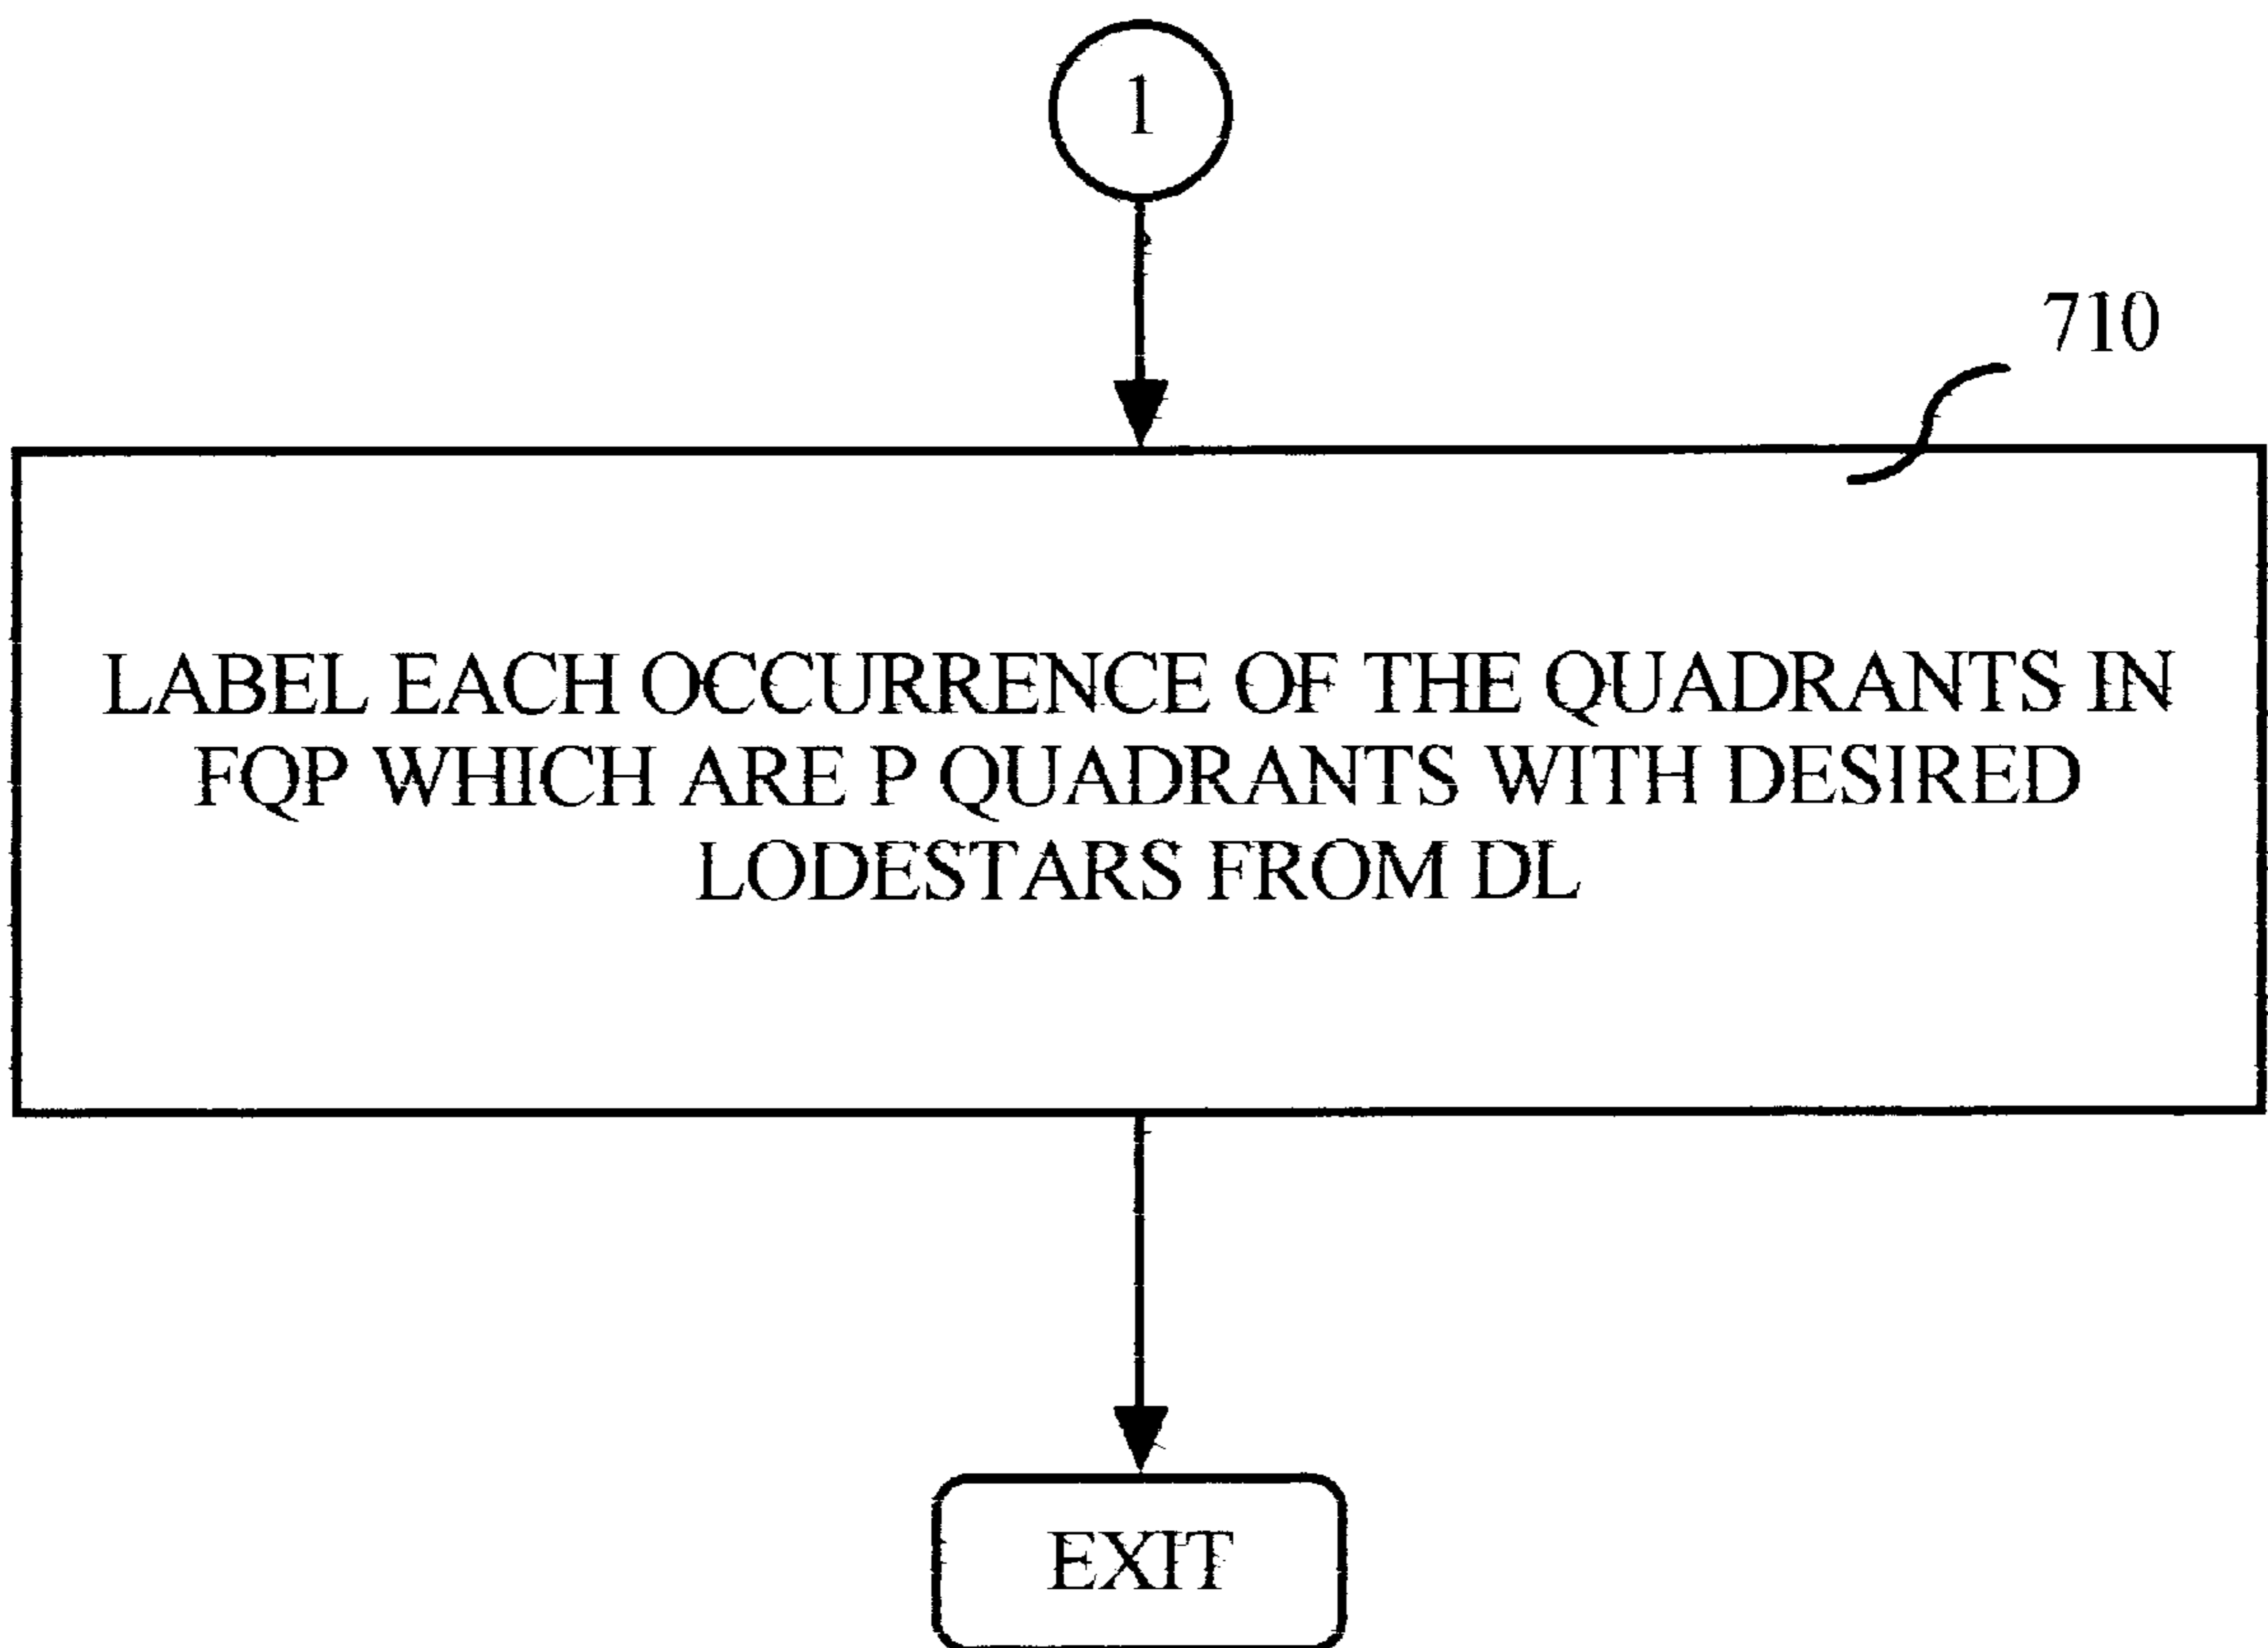 1
710
LABEL EACH OCCURRENCE OF THE QUADRANTS IN
FQP WHICH ARE P QUADRANTS WITH DESIRED
LODESTARS FROM DL
EXIT